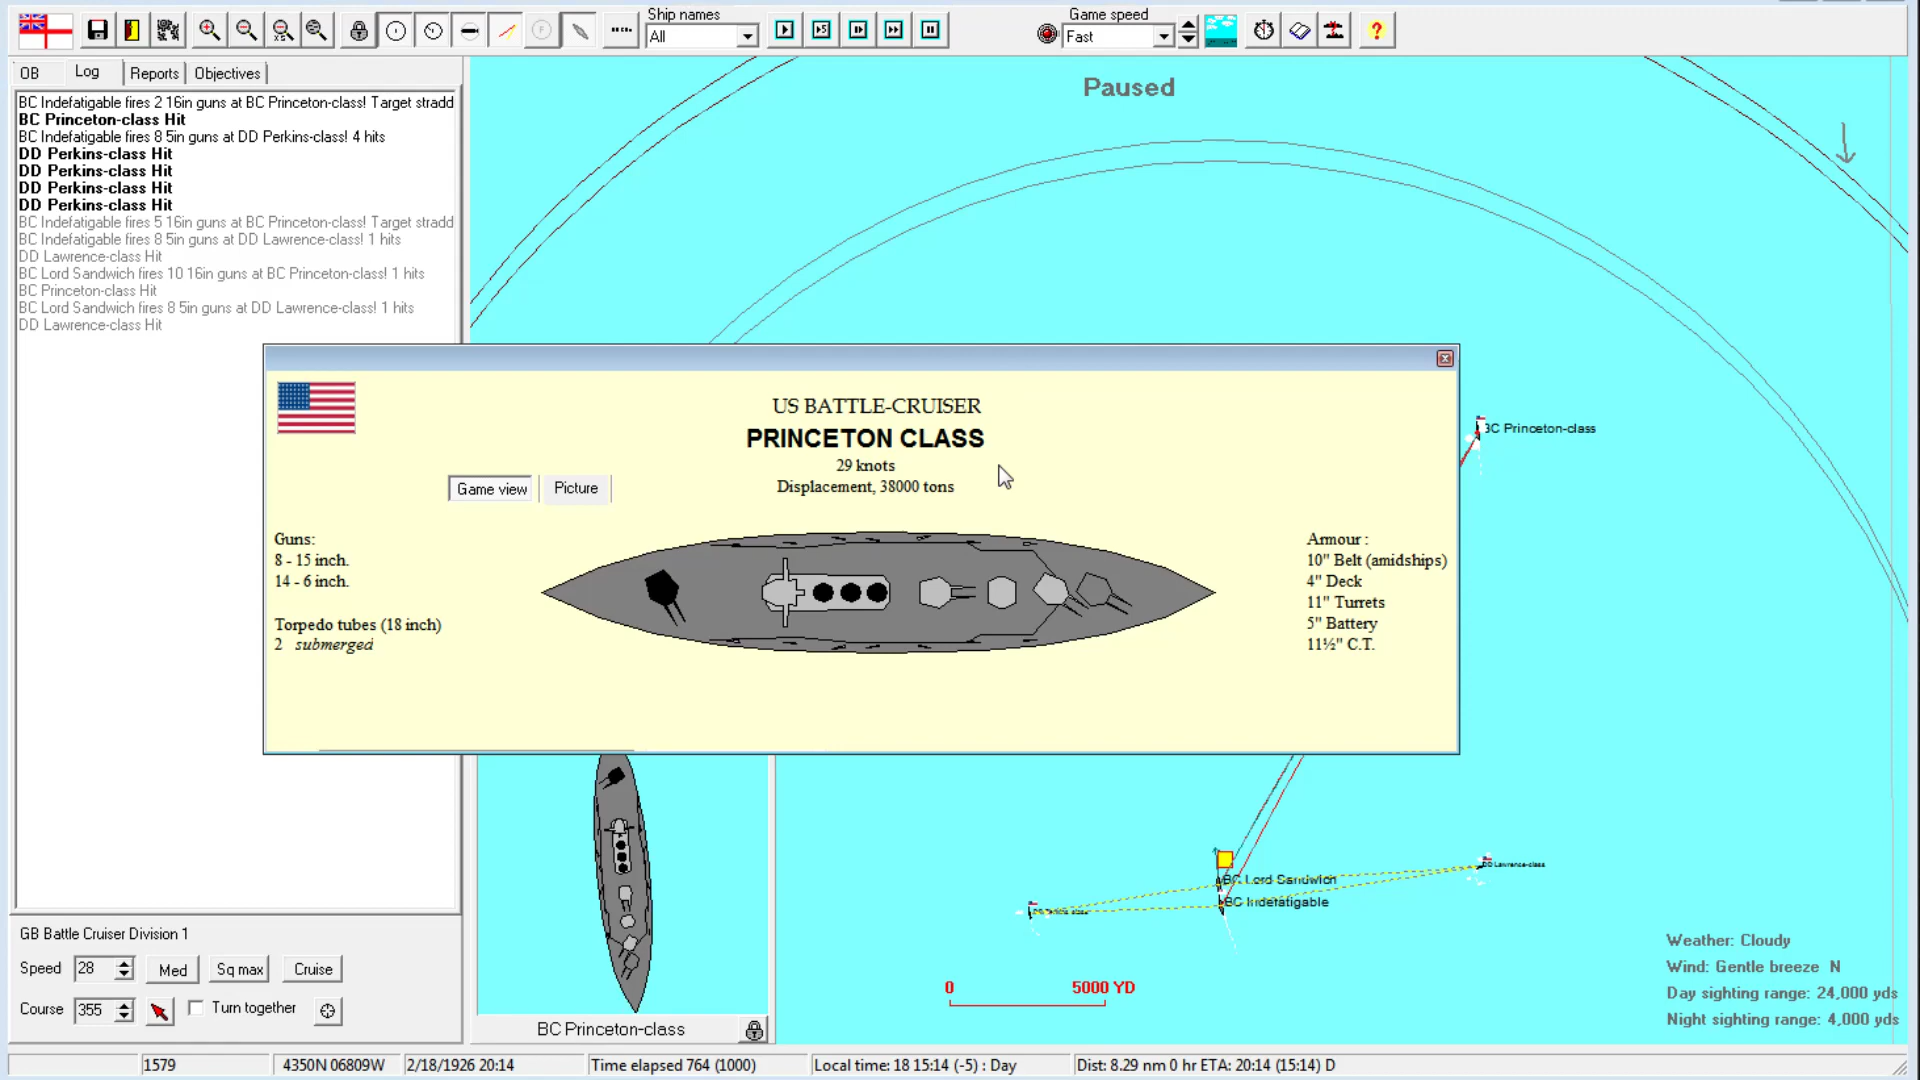 Ship names
All
Game speed
Fast
OB
Log
Reports
Objectives
Paused
BC Indefatigable fires 2 16in guns at BC Princeton-class! Target stradd
BC Princeton-class Hit
BC Indefatigable fires 8 5in guns at DD Perkins-class! 4 hits
DD Perkins-class Hit
DD Perkins-class Hit
DD Perkins-class Hit
DD Perkins-class Hit
BC Indefatigable fires 5 16in guns at BC Princeton-class! Target stradd
BC Indefatigable fires 8 5in guns at DD Lawrence-class! 1 hits
DD Lawrence-class Hit
BC Lord Sandwich fires 10 16in guns at BC Princeton-class! 1 hits
BC Princeton-class Hit
BC Lord Sandwich fires 8 5in guns at DD Lawrence-class! 1 hits
DD Lawrence-class Hit
US BATTLE-CRUISER
PRINCETON CLASS
29 knots
Displacement, 38000 tons
Game view
Picture
Guns:
8 - 15 inch.
14 - 6 inch.
Torpedo tubes (18 inch)
2 submerged
Armour :
10" Belt (amidships)
4" Deck
11" Turrets
5" Battery
11½" C.T.
BC Princeton-class
DD Lawrence-class
BC Lord Sandwich
BC Indefatigable
0
5000 YD
Weather: Cloudy
Wind: Gentle breeze N
Day sighting range: 24,000 yds
Night sighting range: 4,000 yds
GB Battle Cruiser Division 1
Speed
28
Med
Sq max
Cruise
Course
355
Turn together
BC Princeton-class
1579
4350N 06809W
2/18/1926 20:14
Time elapsed 764 (1000)
Local time: 18 15:14 (-5) : Day
Dist: 8.29 nm 0 hr ETA: 20:14 (15:14) D